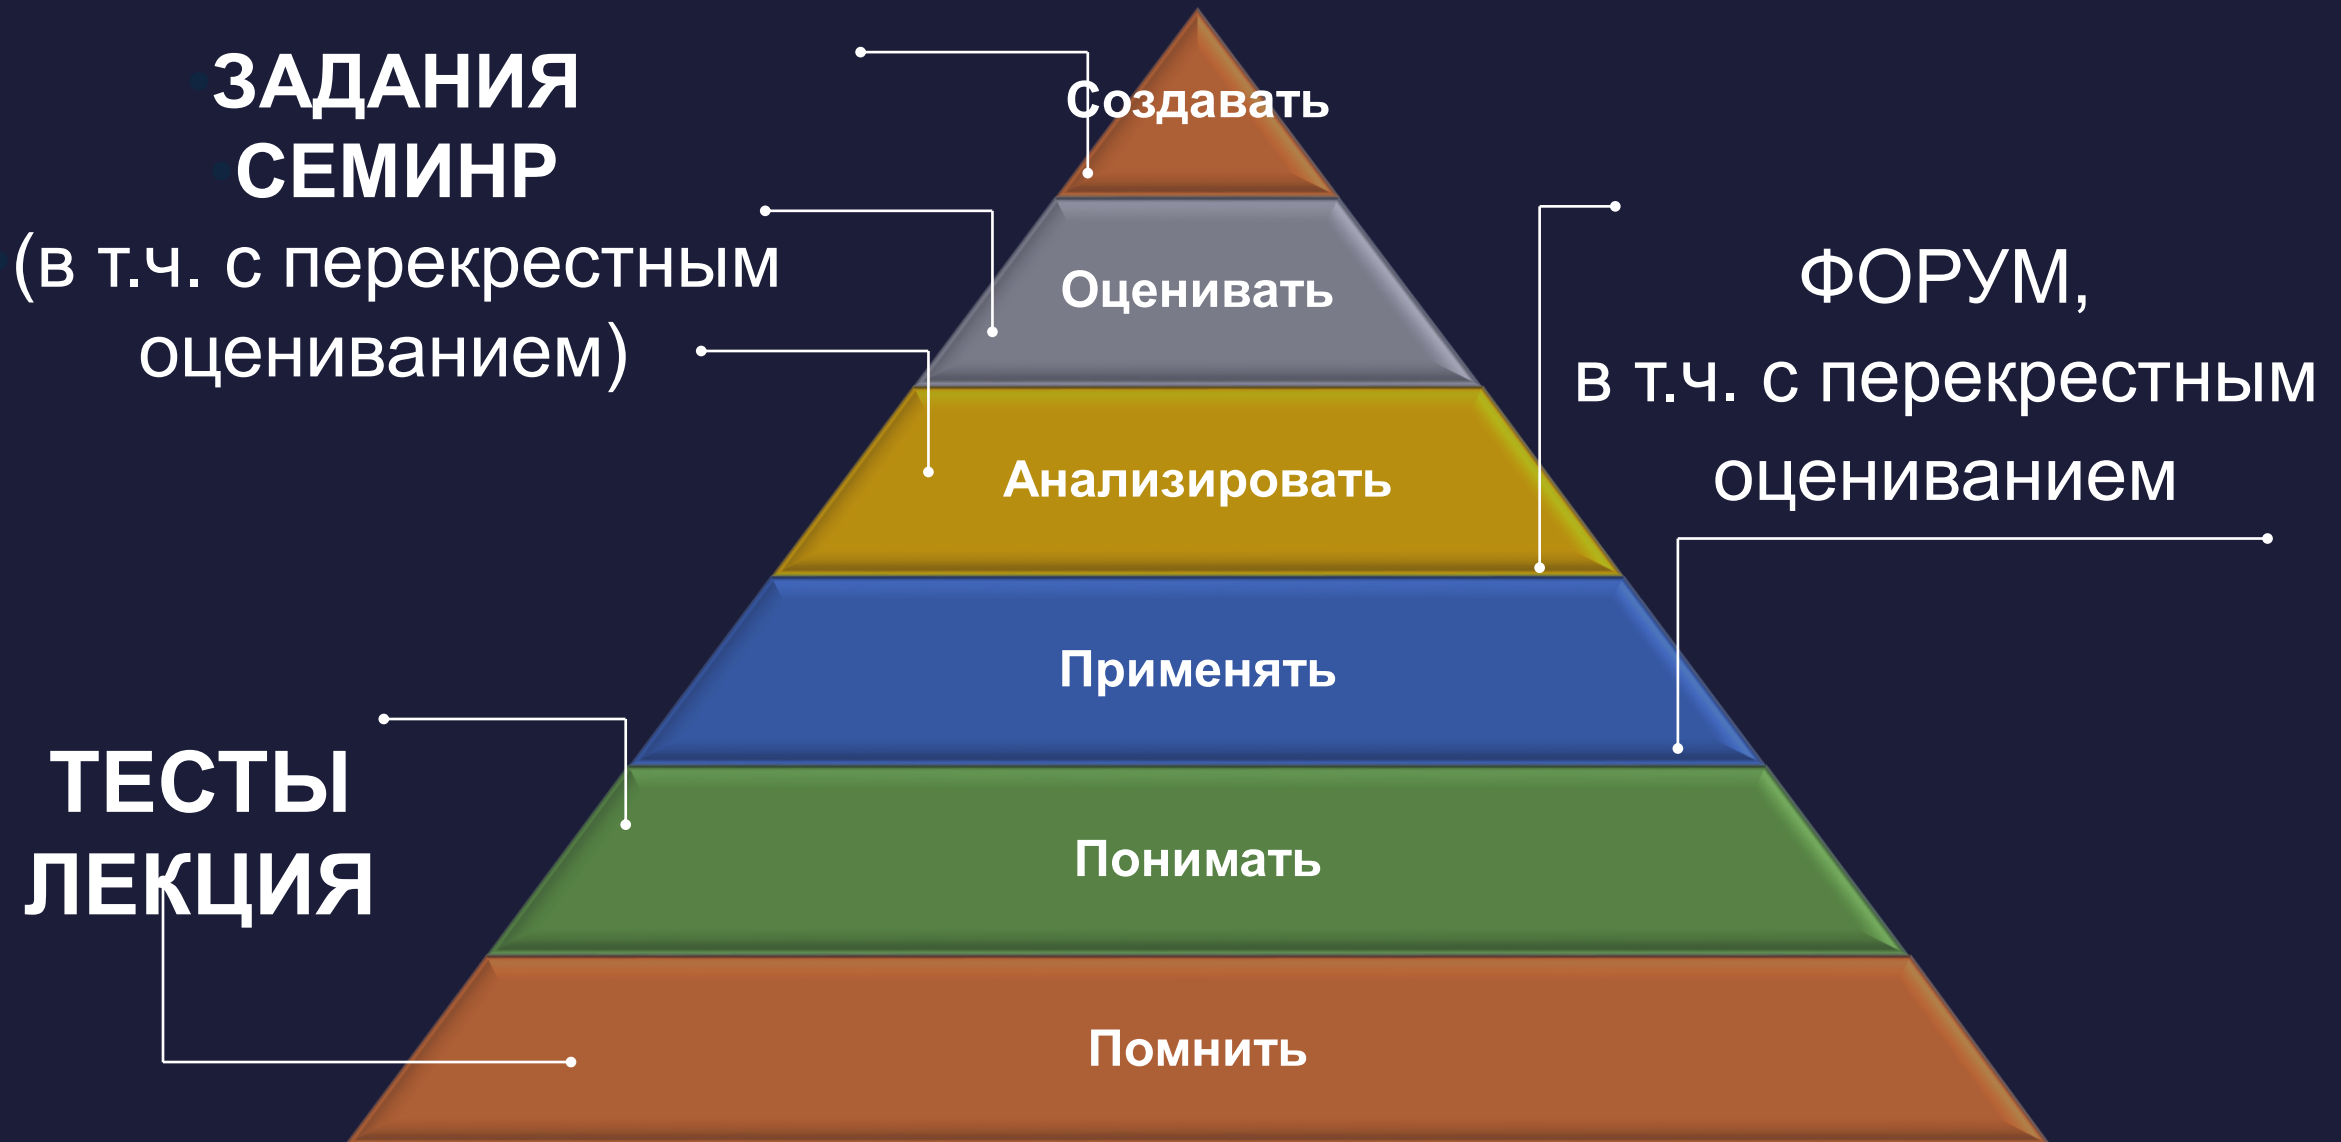 ЗАДАНИЯ
СЕМИНР
(в т.ч. с перекрестным
оцениванием)
Создавать
Оценивать
Анализировать
Применять
Понимать
Помнить
ФОРУМ,
в т.ч. с перекрестным
оцениванием
ТЕСТЫ
ЛЕКЦИЯ